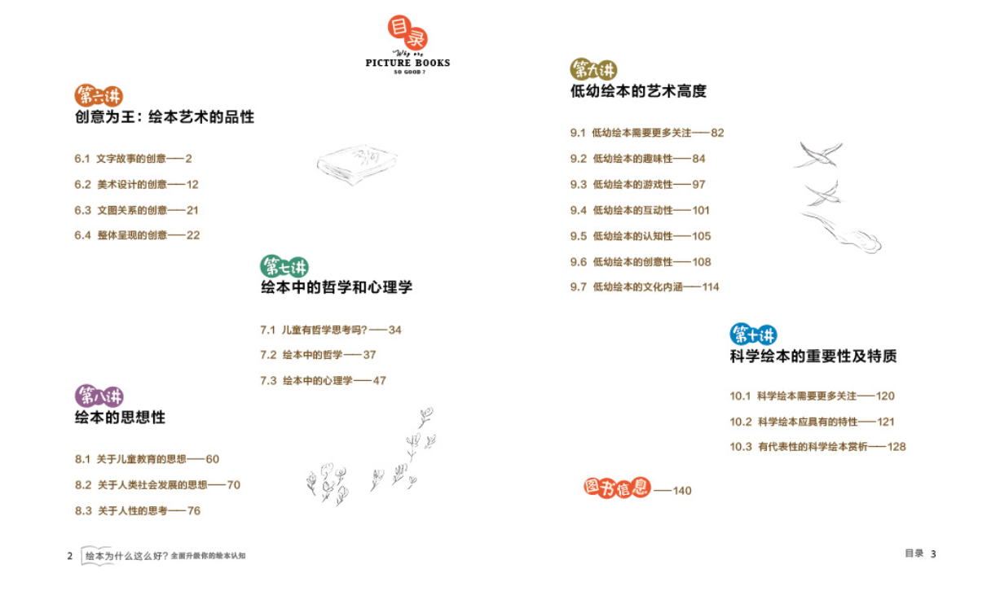 目录
Why are
PICTURE BOOKS
SO GOOD ?
第六讲
创意为王：绘本艺术的品性
6.1 文字故事的创意——2
6.2 美术设计的创意——12
6.3 文图关系的创意——21
6.4 整体呈现的创意——22
第七讲
绘本中的哲学和心理学
7.1 儿童有哲学思考吗？——34
7.2 绘本中的哲学——37
7.3 绘本中的心理学——47
第八讲
绘本的思想性
8.1 关于儿童教育的思想——60
8.2 关于人类社会发展的思想——70
8.3 关于人性的思考——76
2 绘本为什么这么好？全面升级你的绘本认知
第九讲
低幼绘本的艺术高度
9.1 低幼绘本需要更多关注——82
9.2 低幼绘本的趣味性——84
9.3 低幼绘本的游戏性——97
9.4 低幼绘本的互动性——101
9.5 低幼绘本的认知性——105
9.6 低幼绘本的创意性——108
9.7 低幼绘本的文化内涵——114
第十讲
科学绘本的重要性及特质
10.1 科学绘本需要更多关注——120
10.2 科学绘本应具有的特性——121
10.3 有代表性的科学绘本赏析——128
图书信息——140
目录 3